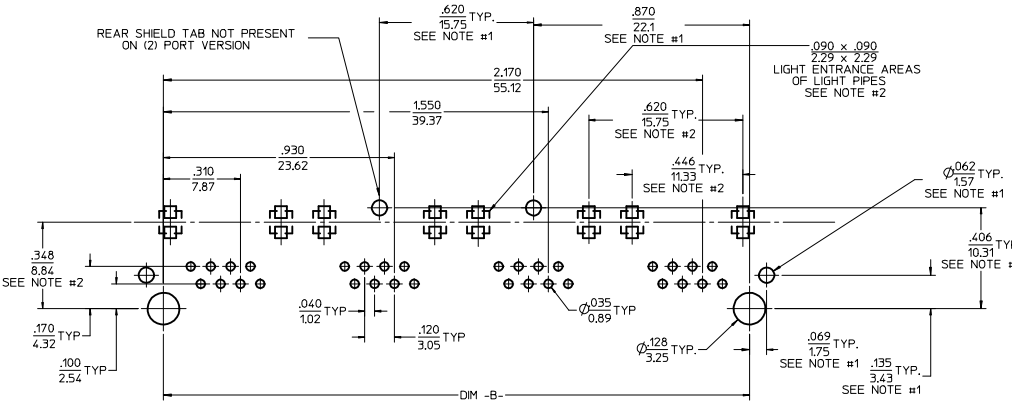 .620 TYP.
15.75
SEE NOTE #1
.870
22.1
SEE NOTE #1
REAR SHIELD TAB NOT PRESENT
ON (2) PORT VERSION
.090 x .090
2.29 x 2.29
LIGHT ENTRANCE AREAS
OF LIGHT PIPES
SEE NOTE #2
2.170
55.12
1.550
39.37
.620 TYP.
15.75
SEE NOTE #2
.930
23.62
.446 TYP.
11.33
SEE NOTE #2
.310
7.87
Ø.062 TYP.
1.57
SEE NOTE #1
.348
8.84
SEE NOTE #2
.406 TYP
10.31
SEE NOTE #
.040 TYP
1.02
Ø.035 TYP
0.89
.120 TYP
3.05
.170 TYP
4.32
.100 TYP
2.54
Ø.128 TYP.
3.25
.069 TYP.
1.75
SEE NOTE #1
.135 TYP.
3.43
SEE NOTE #1
DIM -B-